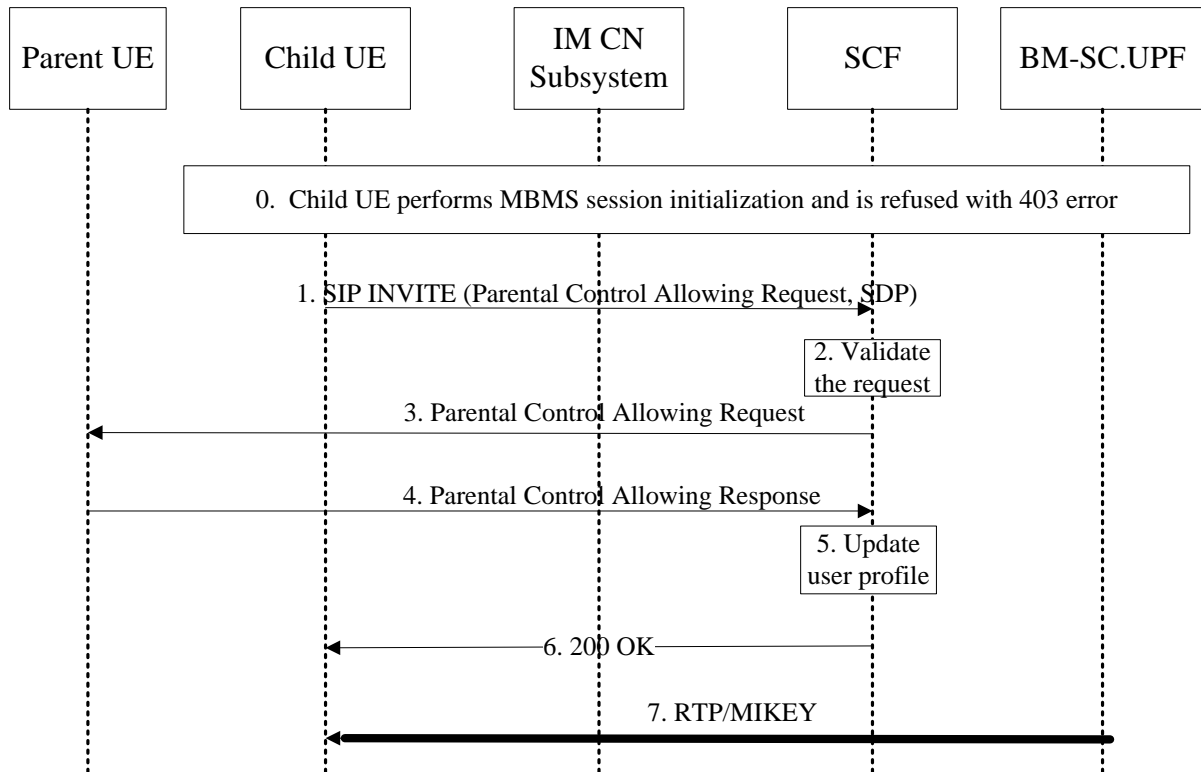 Parent UE
Child UE
IM CN
Subsystem
SCF
BM-SC.UPF
0. Child UE performs MBMS session initialization and is refused with 403 error
1. SIP INVITE (Parental Control Allowing Request, SDP)
2. Validate
the request
3. Parental Control Allowing Request
4. Parental Control Allowing Response
5. Update
user profile
6. 200 OK
7. RTP/MIKEY